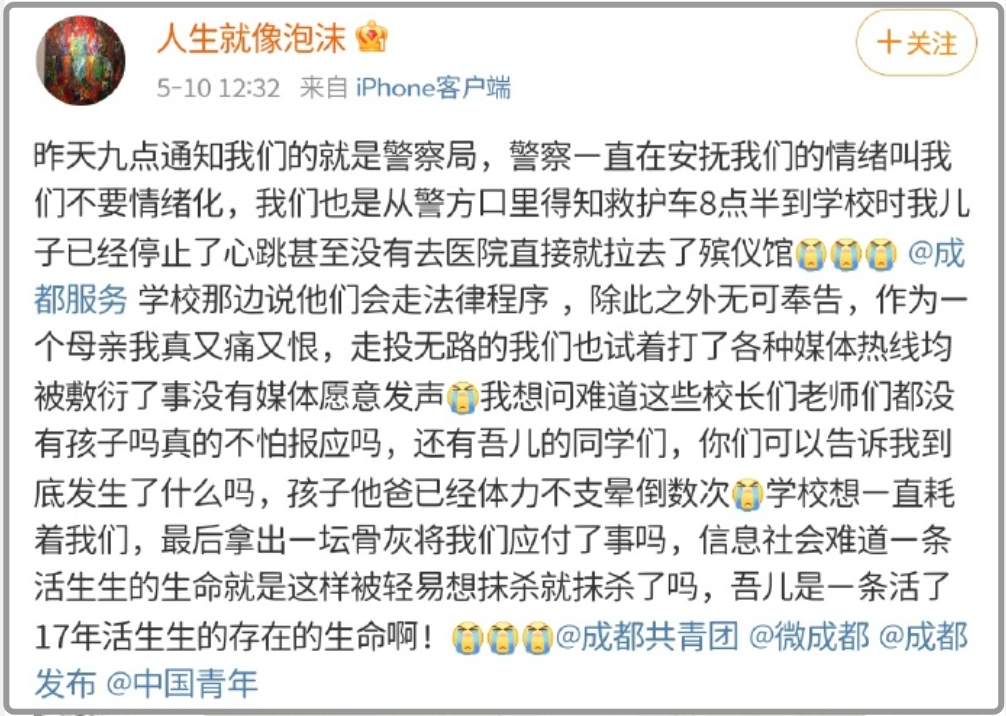 人生就像泡沫
+关注
5-10 12:32 来自 iPhone客户端
昨天九点通知我们的就是警察局，警察一直在安抚我们的情绪叫我
们不要情绪化，我们也是从警方口里得知救护车8点半到学校时我儿
子已经停止了心跳甚至没有去医院直接就拉去了殡仪馆😭😭😭 @成
都服务 学校那边说他们会走法律程序 ，除此之外无可奉告，作为一
个母亲我真又痛又恨，走投无路的我们也试着打了各种媒体热线均
被敷衍了事没有媒体愿意发声😭我想问难道这些校长们老师们都没
有孩子吗真的不怕报应吗，还有吾儿的同学们，你们可以告诉我到
底发生了什么吗，孩子他爸已经体力不支晕倒数次😭学校想一直耗
着我们，最后拿出一坛骨灰将我们应付了事吗，信息社会难道一条
活生生的生命就是这样被轻易想抹杀就抹杀了吗，吾儿是一条活了
17年活生生的存在的生命啊！😭😭😭@成都共青团 @微成都 @成都
发布 @中国青年